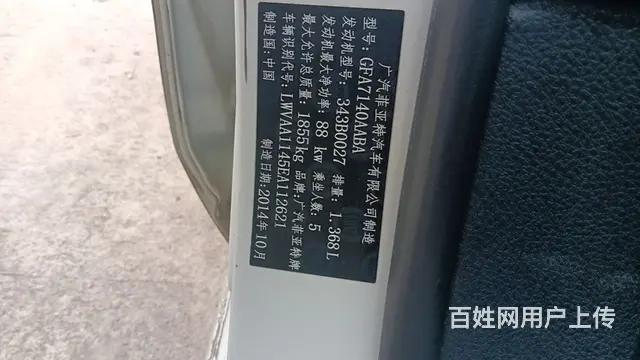 广汽菲亚特汽车有限公司制造
型号: GFA7140AABA
发动机型号: 343B0027 排量: 1.368L
发动机最大净功率: 88 kw 乘坐人数: 5
最大允许总质量: 1855kg 品牌: 广汽菲亚特牌
车辆识别代号: LWVAA1145EA112621
制造国: 中国 制造日期: 2014年10月
百姓网用户上传